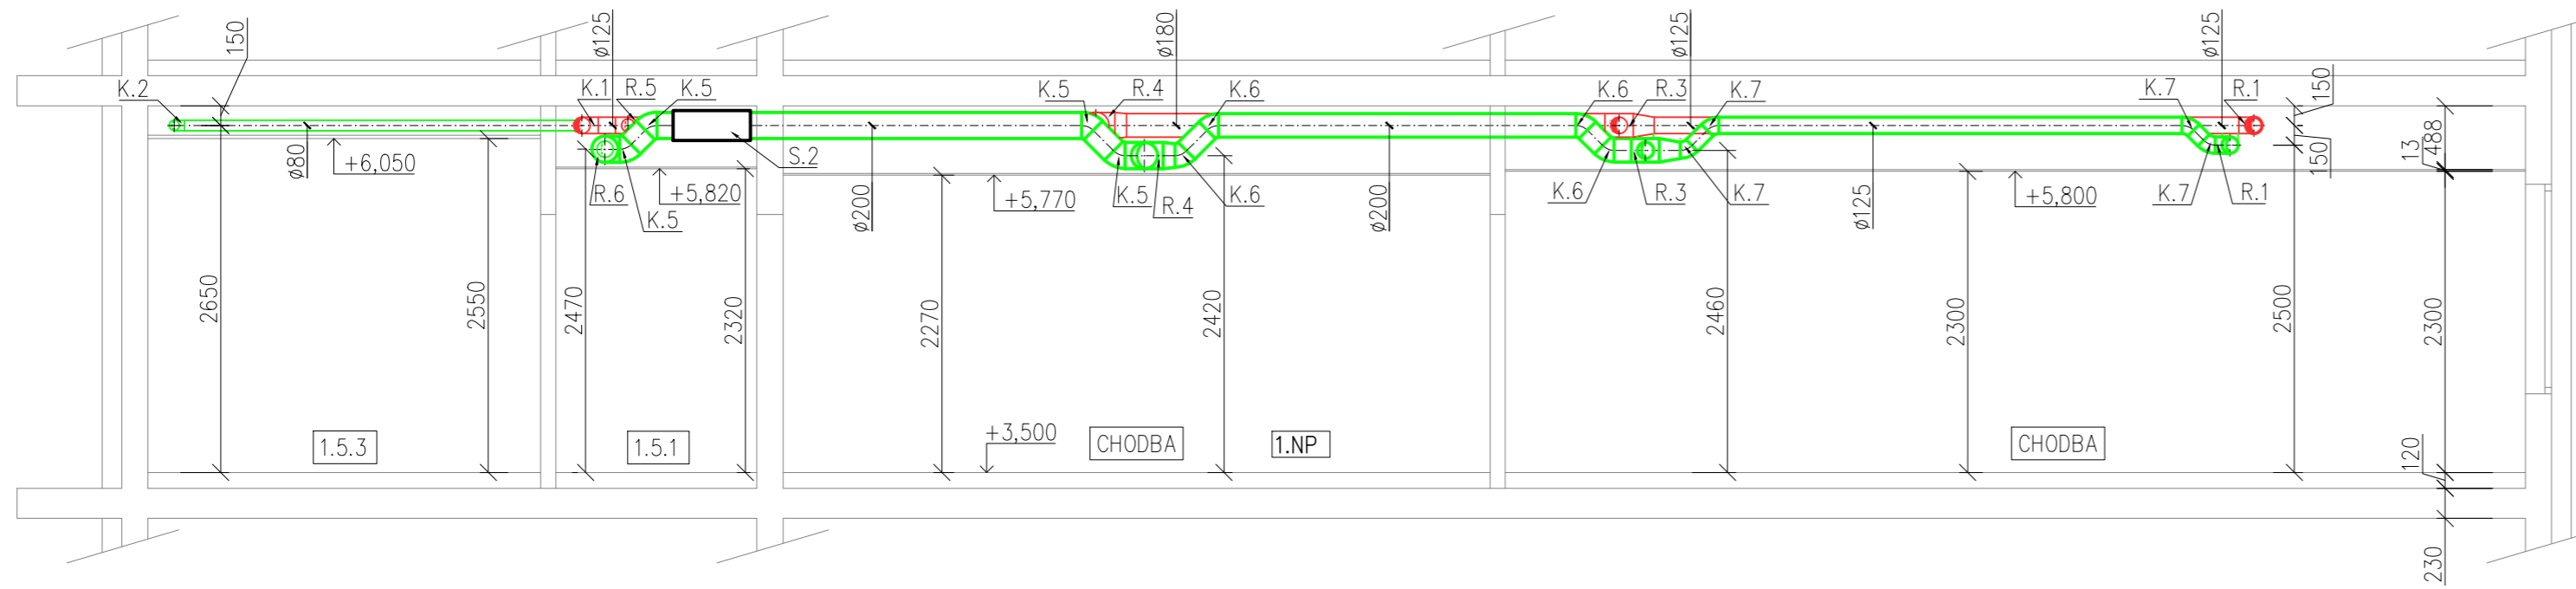 150
ø125
ø180
ø125
ø125
K.2
K.1
R.5
K.5
K.5
R.4
K.6
K.6
R.3
K.7
K.7
R.1
150
ø80
+6,050
R.6
+5,820
K.5
S.2
ø200
+5,770
K.5
R.4
K.6
ø200
K.6
R.3
K.7
ø125
+5,800
K.7
R.1
150
13
488
2650
2550
2470
2320
2270
2420
2460
2300
2500
2300
1.5.3
1.5.1
+3,500
CHODBA
1.NP
CHODBA
120
230